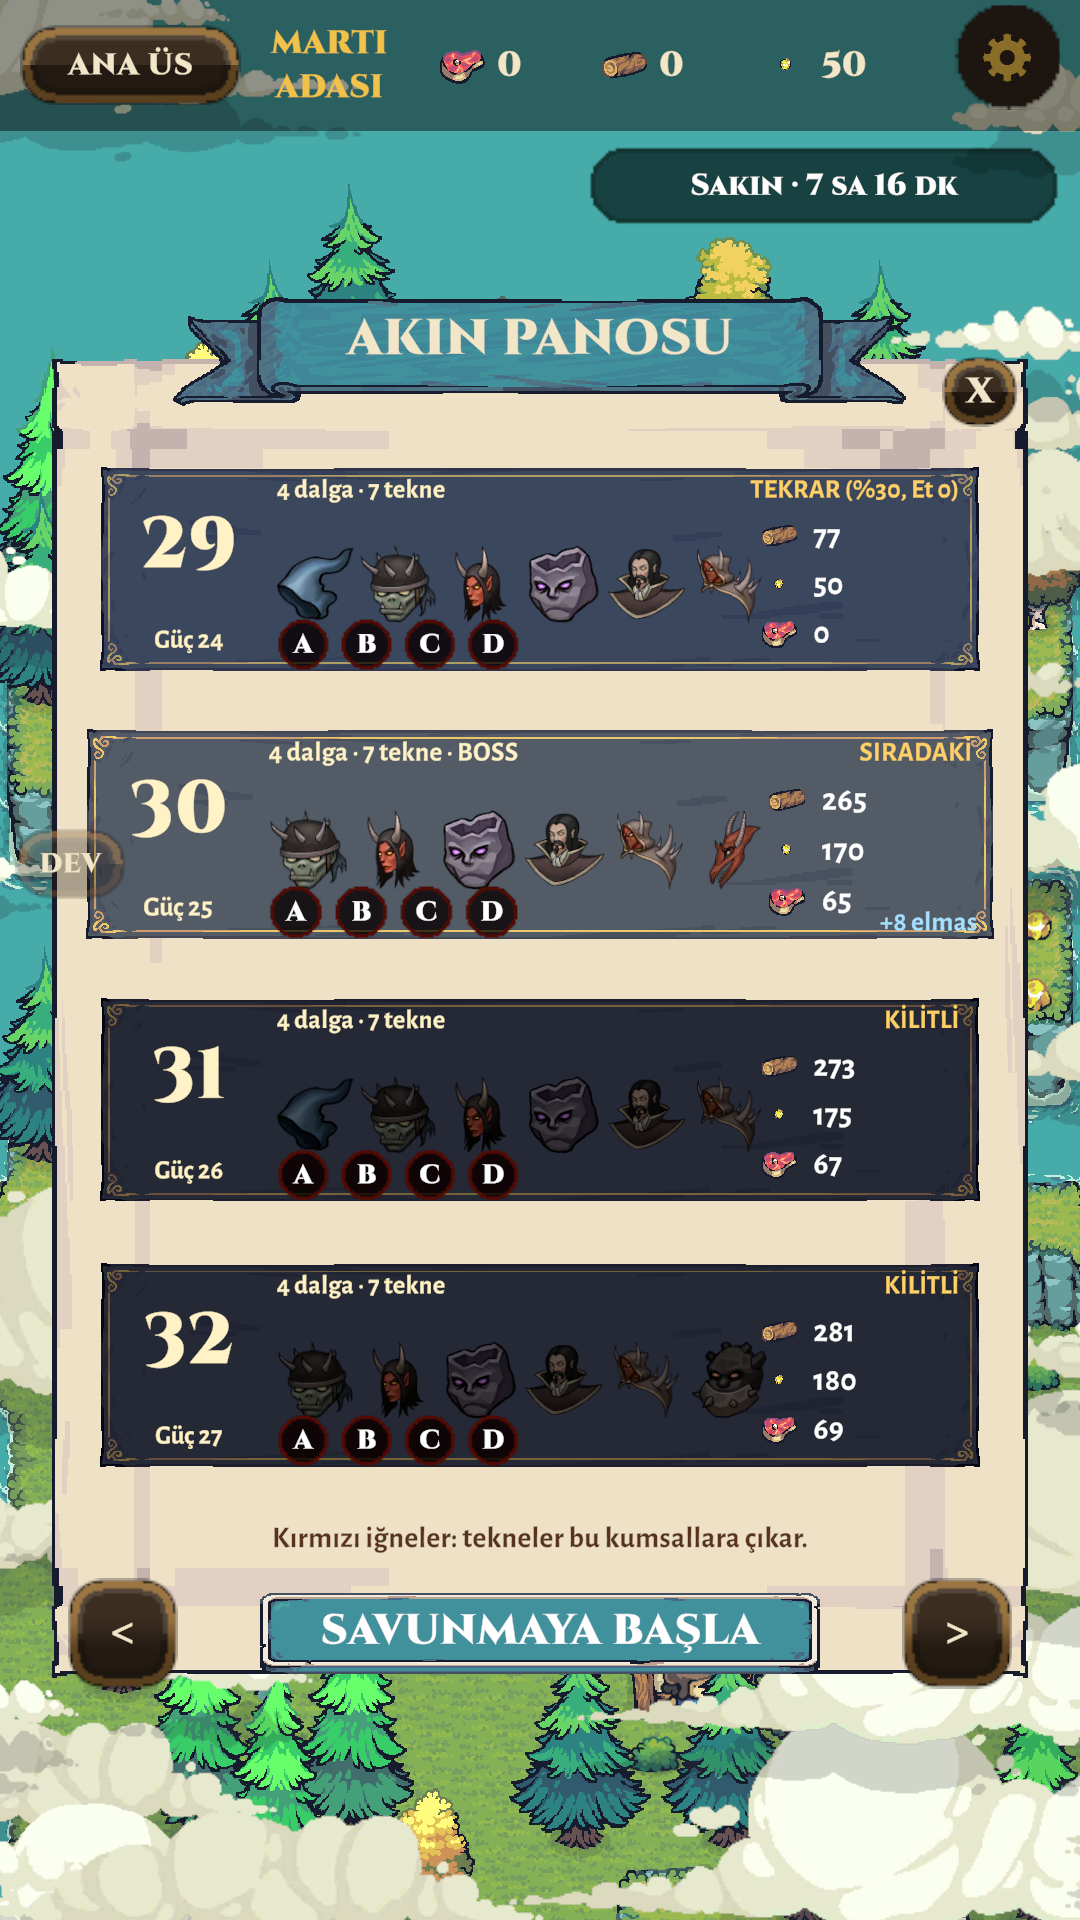 ANA ÜS
MARTI
ADASI
0
0
50
SAKIN · 7 SA 16 DK
AKIN PANOSU
X
4 dalga · 7 tekne
TEKRAR (%30, Et 0)
29
77
50
0
Güç 24
A B C D
4 dalga · 7 tekne · BOSS
SIRADAKİ
30
265
170
65
DEV
Güç 25
A B C D
+8 elmas
4 dalga · 7 tekne
KİLİTLİ
31
273
175
67
Güç 26
A B C D
4 dalga · 7 tekne
KİLİTLİ
32
281
180
69
Güç 27
A B C D
Kırmızı iğneler: tekneler bu kumsallara çıkar.
<
SAVUNMAYA BAŞLA
>